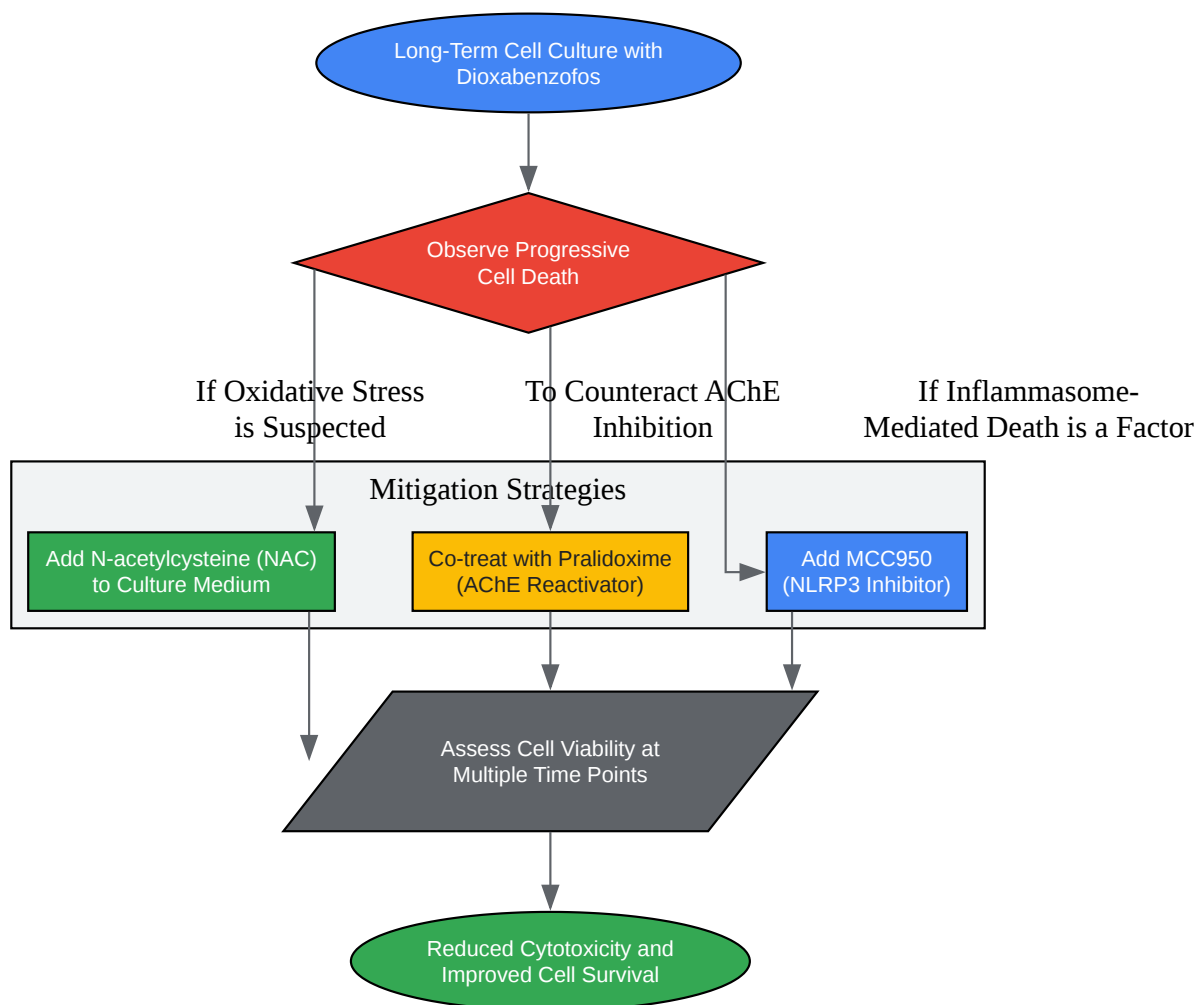 Long-Term Cell Culture with
Dioxabenzofos
Observe Progressive
Cell Death
If Oxidative Stress
is Suspected
To Counteract AChE
Inhibition
If Inflammasome-
Mediated Death is a Factor
Mitigation Strategies
Add N-acetylcysteine (NAC)
to Culture Medium
Co-treat with Pralidoxime
(AChE Reactivator)
Add MCC950
(NLRP3 Inhibitor)
Assess Cell Viability at
Multiple Time Points
Reduced Cytotoxicity and
Improved Cell Survival